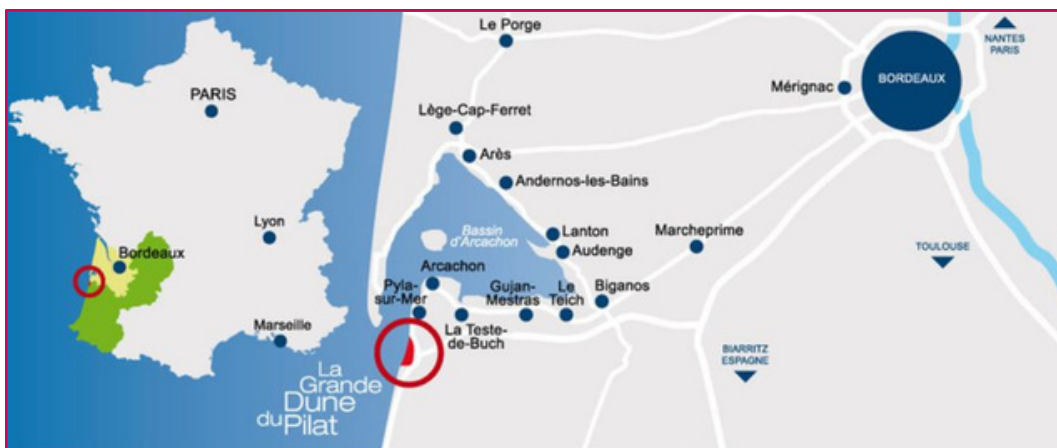 PARIS
Lyon
Bordeaux
Marseille
La
Grande
Dune
du Pilat
Le Porge
NANTES
PARIS
BORDEAUX
Mérignac
Lège-Cap-Ferret
Arès
Andernos-les-Bains
Bassin
d'Arcachon
Lanton
Audenge
Marcheprime
TOULOUSE
Arcachon
Pyla-
sur-Mer
Gujan-
Mestras
Le
Teich
Biganos
La Teste-
de-Buch
BIARRITZ
ESPAGNE